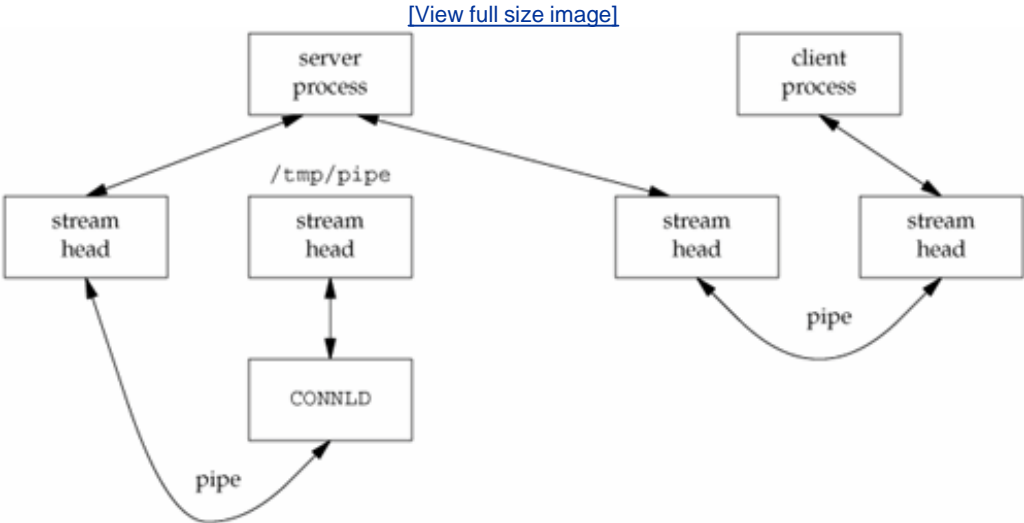 [View full size image]
server
process
client
process
/tmp/pipe
stream
head
stream
head
stream
head
stream
head
pipe
CONNLD
pipe